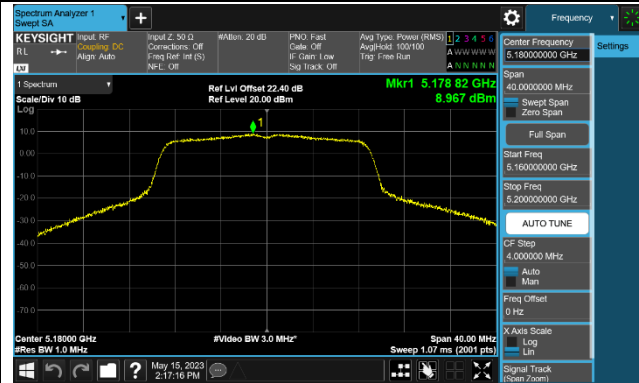 Spectrum Analyzer 1
Swept SA
+
Frequency
KEYSIGHT
RL
LXI
Input: RF
Coupling: DC
Align: Auto
Input Z: 50 Ω
Corrections: Off
Freq Ref: Int (S)
NFE: Off
#Atten: 20 dB
PNO: Fast
Gate: Off
IF Gain: Low
Sig Track: Off
Avg Type: Power (RMS)
Avg|Hold: 100/100
Trig: Free Run
1 2 3 4 5 6
A W W W W W
A N N N N N
1 Spectrum
Scale/Div 10 dB
Log
Ref Lvl Offset 22.40 dB
Ref Level 20.00 dBm
Mkr1 5.178 82 GHz
8.967 dBm
1
10.0
0.00
-10.0
-20.0
-30.0
-40.0
-50.0
-60.0
-70.0
Center 5.18000 GHz
#Res BW 1.0 MHz
#Video BW 3.0 MHz*
Span 40.00 MHz
Sweep 1.07 ms (2001 pts)
May 15, 2023
2:17:16 PM
Center Frequency
5.180000000 GHz
Span
40.0000000 MHz
Swept Span
Zero Span
Full Span
Start Freq
5.160000000 GHz
Stop Freq
5.200000000 GHz
AUTO TUNE
CF Step
4.000000 MHz
Auto
Man
Freq Offset
0 Hz
X Axis Scale
Log
Lin
Signal Track
(Span Zoom)
Settings